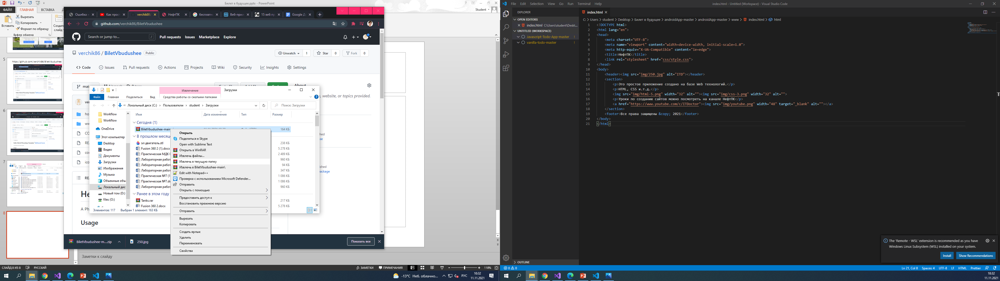 Билет в будущее.pptx - PowerPoint
ФАЙЛ ГЛАВНАЯ ВСТАВКА
Student
Вставить
Вырезать
Копировать
Формат по образцу
Буфер обмена
Создать слайд
5
https://github.com/verchik86/BiletVbudushee
6
7
8
Заметки к слайду
СЛАЙД 8 ИЗ 8 РУССКИЙ
ЗАМЕТКИ ПРИМЕЧАНИЯ 110%
Ошибка Как прост verchik86/ НефтПК бесплатн Веб-прил 15 веб пр Google Д
github.com/verchik86/BiletVbudushee
Search or jump to... /
Pull requests Issues Marketplace Explore
verchik86 / BiletVbudushee Public
Unwatch 1 Star 0 Fork 0
Code Issues Pull requests Actions Projects Wiki Security Insights Settings
About
website, or topics provided.
Usage
BiletVbudushee-m....zip
250.jpg
Показать все
Извлечение Загрузки
Файл Главная Поделиться Вид Средства работы со сжатыми папками
« Локальный диск (C:) › Пользователи › student › Загрузки
Поиск: Загрузки
Имя Дата изменения Тип Размер
Workflow
Workflow
OneDrive
Этот компьютер
Desktop
Видео
Документы
Загрузки
Изображения
Музыка
Объемные объ
Локальный дис
Новый том (D:)
files (O:)
Сегодня (1)
BiletVbudushee-main 164 КБ
В прошлом месяце
эл двигатель.stl 238 КБ
Fusion 360 2 (1).docx 5 278 КБ
Практическая МДК 2 489 КБ
Лабораторная работ 960 КБ
Лабораторная работ 94 КБ
Лабораторная работ 347 КБ
Практическая №7 (1 1 086 КБ
Практическая №7.do 1 086 КБ
Лабораторная работ 960 КБ
Ранее в этом году
Tanks.rar 217 КБ
Fusion 360 2.docx 5 278 КБ
Элементов: 117 Выбран 1 элемент: 163 КБ
Открыть
Поделиться в Skype
Open with Sublime Text
Открыть в WinRAR
Извлечь файлы...
Извлечь в текущую папку
Извлечь в BiletVbudushee-main\
Edit with Notepad++
Проверка с использованием Microsoft Defender...
Отправить
Открыть с помощью
Предоставить доступ к
Восстановить прежнюю версию
Отправить
Вырезать
Копировать
Создать ярлык
Удалить
Переименовать
Свойства
-13°C Неб. облачно... РУС 10:32
11.11.2021
File Edit Selection View Go Run Terminal Help
index.html - Untitled (Workspace) - Visual Studio Code
EXPLORER
OPEN EDITORS
index.html C:\Users\student\Deskt...
UNTITLED (WORKSPACE)
Javascript-Todo-App-master !
vanilla-todo-master !
OUTLINE
index.html
C: > Users > student > Desktop > Билет в будущее > androidApp-master > androidApp-master > www > index.html > html
1 <!DOCTYPE html>
2 <html lang="en">
3 <head>
4 <meta charset="UTF-8">
5 <meta name="viewport" content="width=device-width, initial-scale=1.0">
6 <meta http-equiv="X-UA-Compatible" content="ie=edge">
7 <title>НефтПК</title>
8 <link rel="stylesheet" href="css/style.css">
9 </head>
10 <body>
11 <header><img src="img/250.jpg" alt="ITD"></header>
12 <section>
13 <p>Это простое приложение создано на базе Web технологий.</p>
14 <p>HTML, CSS и.т.д.</p>
15 <img src="img/html-5.png" width="32" alt=""><img src="img/css-3.png" width="32" alt="">
16 <p>Уроки по созданию сайтов можно посмотреть на канале НефтПК</p>
17 <a href="https://www.youtube.com/c/ITDoctor"><img src="img/youtube.png" width="48" target="_blank" alt=""></a>
18 </section>
19 <footer>Все права защищены &copy; 2021</footer>
20 </body>
21 </html>
The 'Remote - WSL' extension is recommended as you have
Windows Linux Subsystem (WSL) installed on your system.
Install Show Recommendations
0 0 Ln 21, Col 8 Spaces: 4 UTF-8 LF HTML Prettier
10:32
11.11.2021